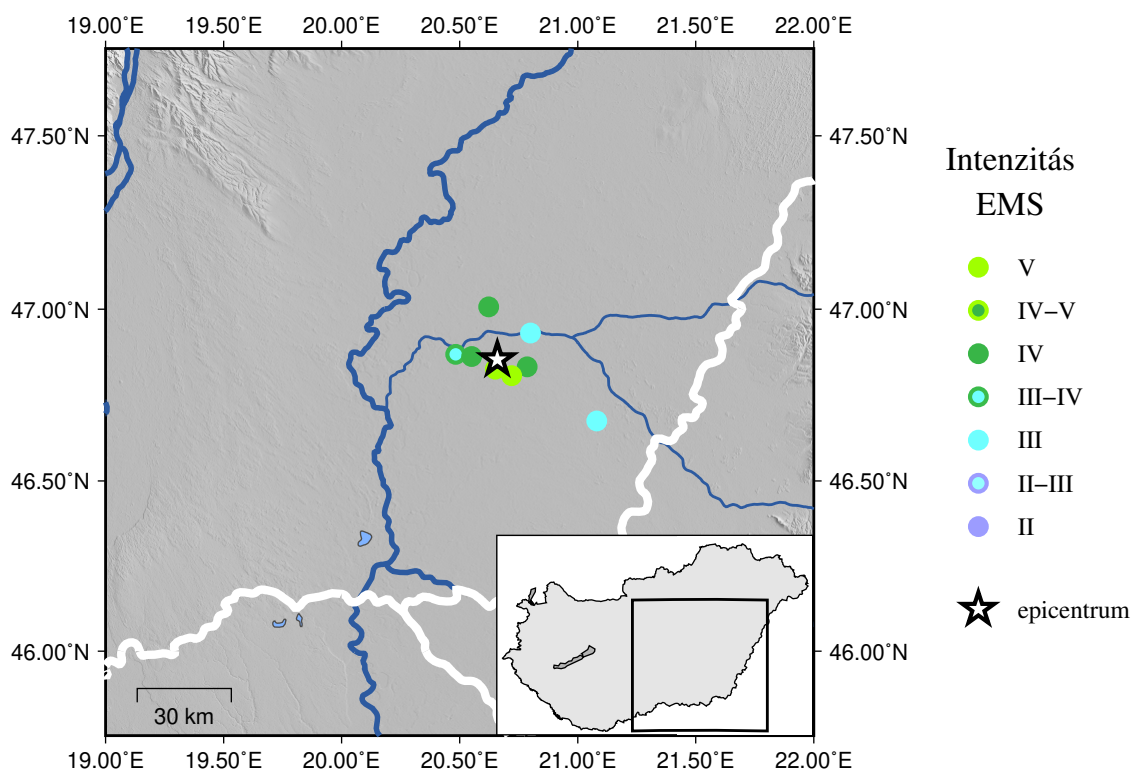 19.00˚E 19.50˚E 20.00˚E 20.50˚E 21.00˚E 21.50˚E 22.00˚E
47.50˚N 47.50˚N
47.00˚N 47.00˚N
46.50˚N 46.50˚N
46.00˚N 46.00˚N
30 km
19.00˚E 19.50˚E 20.00˚E 20.50˚E 21.00˚E 21.50˚E 22.00˚E
Intenzitás
EMS
V
IV−V
IV
III−IV
III
II−III
II
epicentrum